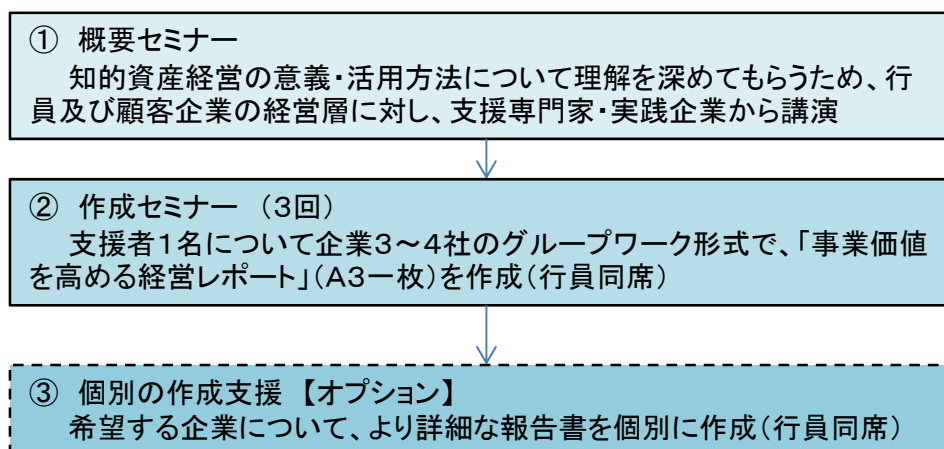 ① 概要セミナー
知的資産経営の意義・活用方法について理解を深めてもらうため、行
員及び顧客企業の経営層に対し、支援専門家・実践企業から講演
② 作成セミナー （3回）
支援者１名について企業３～４社のグループワーク形式で、「事業価値
を高める経営レポート」（A３一枚）を作成（行員同席）
③ 個別の作成支援 【オプション】
希望する企業について、より詳細な報告書を個別に作成（行員同席）